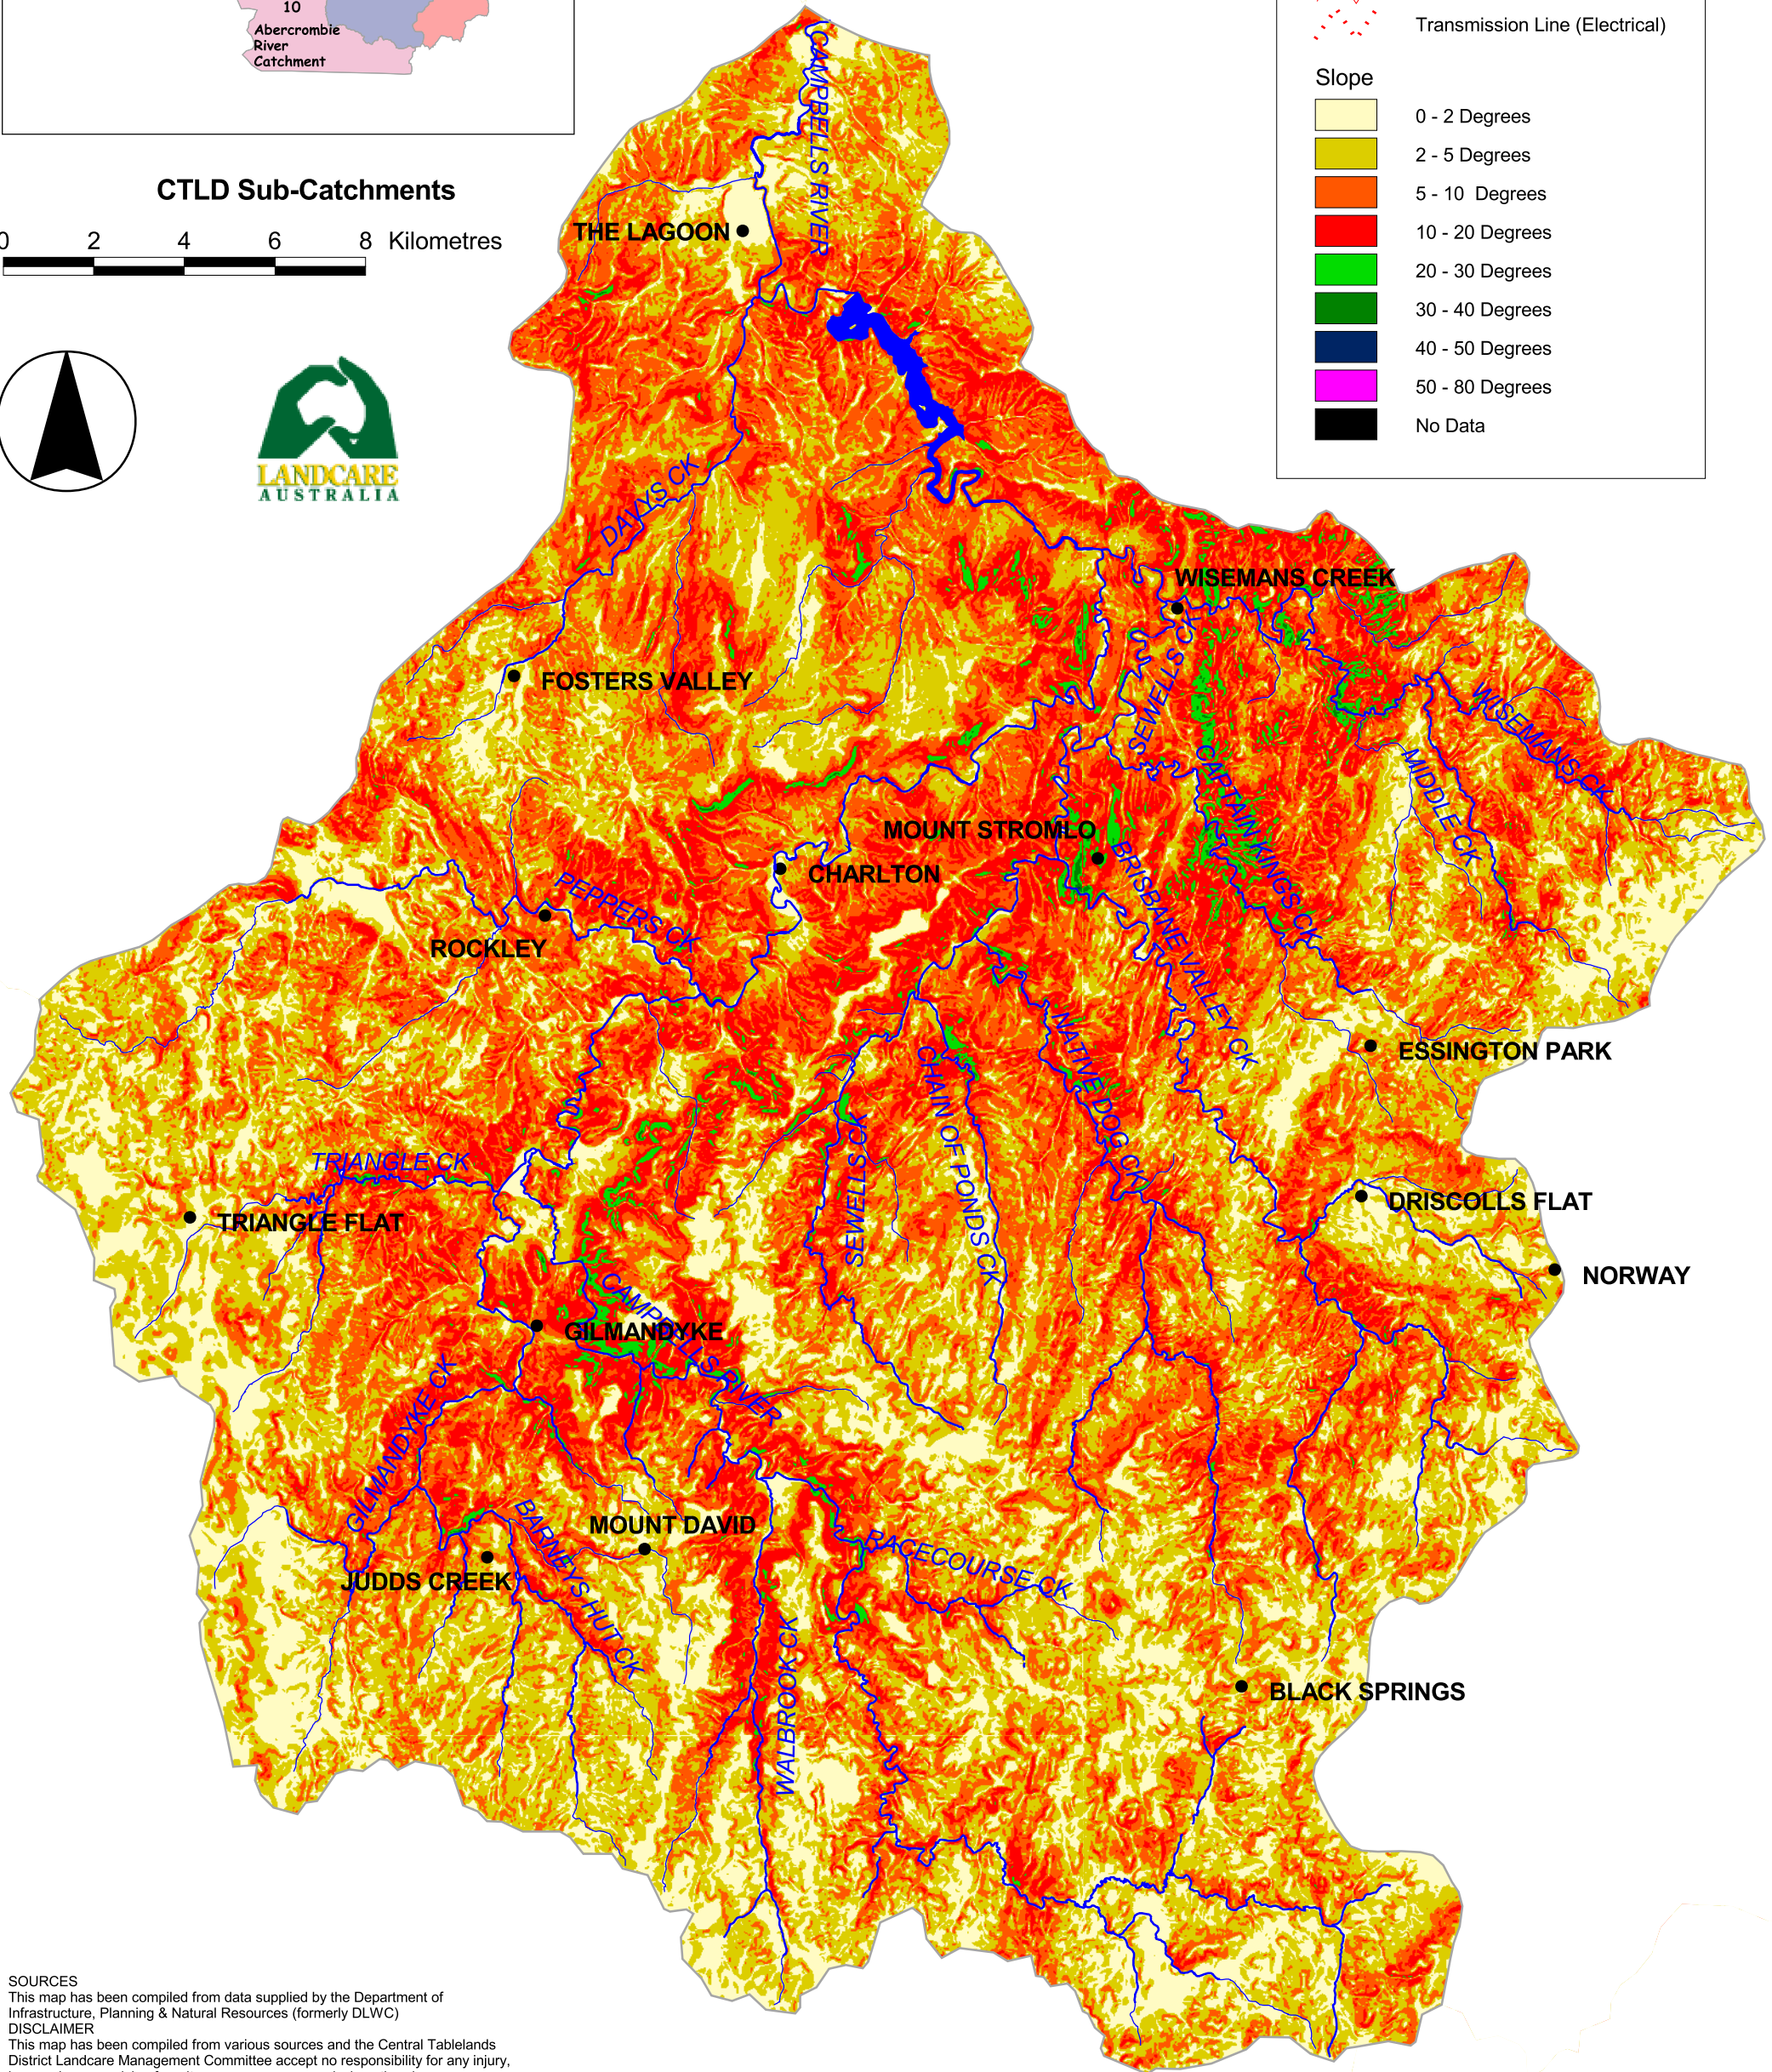 10
Abercrombie
River
Catchment
Transmission Line (Electrical)
Slope
0 - 2 Degrees
2 - 5 Degrees
5 - 10 Degrees
10 - 20 Degrees
20 - 30 Degrees
30 - 40 Degrees
40 - 50 Degrees
50 - 80 Degrees
No Data
CTLD Sub-Catchments
0 2 4 6 8 Kilometres
LANDCARE
AUSTRALIA
CAMPBELLS RIVER
THE LAGOON
DAVYS CK
WISEMANS CREEK
SEWELLS CK
FOSTERS VALLEY
WISEMANS CK
CAPTAIN KINGS CK
MIDDLE CK
MOUNT STROMLO
CHARLTON
BRISBANE VALLEY CK
PEPPERS CK
ROCKLEY
NATIVE DOG CK
ESSINGTON PARK
CHAIN OF PONDS CK
SEWELLS CK
TRIANGLE CK
DRISCOLLS FLAT
TRIANGLE FLAT
NORWAY
CAMPBELLS RIVER
GILMANDYKE
GILMANDYKE CK
BARNEYS HUT CK
MOUNT DAVID
RACECOURSE CK
JUDDS CREEK
WALBROOK CK
BLACK SPRINGS
SOURCES
This map has been compiled from data supplied by the Department of
Infrastructure, Planning & Natural Resources (formerly DLWC)
DISCLAIMER
This map has been compiled from various sources and the Central Tablelands
District Landcare Management Committee accept no responsibility for any injury,